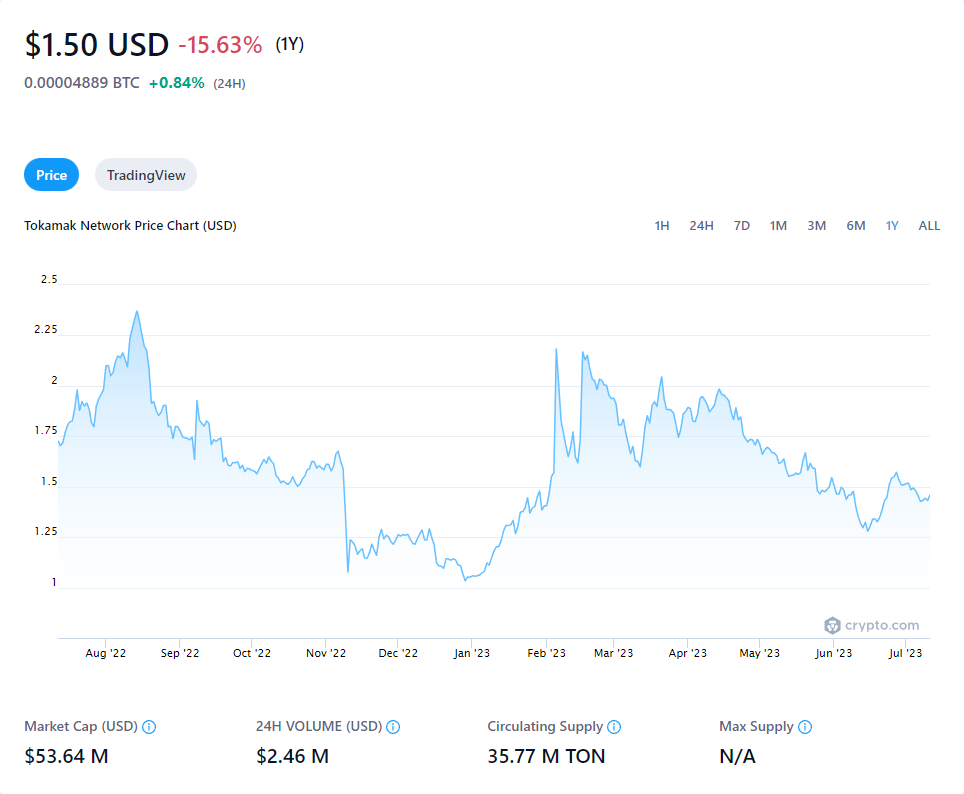 $1.50 USD -15.63% (1Y)
0.00004889 BTC +0.84% (24H)
Price TradingView
Tokamak Network Price Chart (USD) 1H 24H 7D 1M 3M 6M 1Y ALL
2.5
2.25
2
1.75
1.5
1.25
1
crypto.com
Aug '22 Sep '22 Oct '22 Nov '22 Dec '22 Jan '23 Feb '23 Mar '23 Apr '23 May '23 Jun '23 Jul '23
Market Cap (USD) 24H VOLUME (USD) Circulating Supply Max Supply
$53.64 M $2.46 M 35.77 M TON N/A